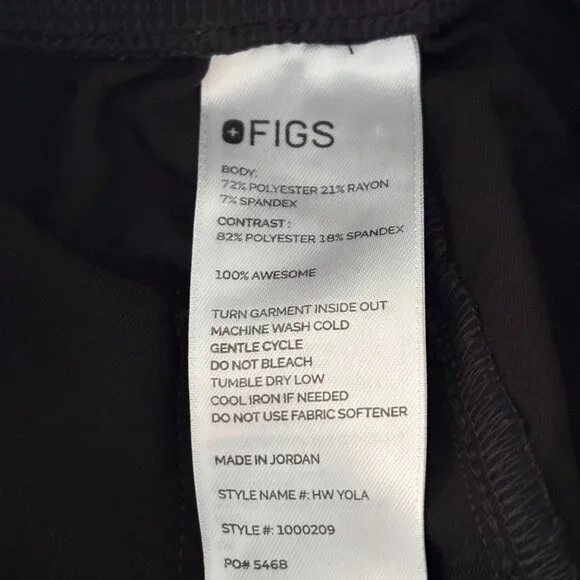 FIGS
BODY:
72% POLYESTER 21% RAYON
7% SPANDEX
CONTRAST :
82% POLYESTER 18% SPANDEX
100% AWESOME
TURN GARMENT INSIDE OUT
MACHINE WASH COLD
GENTLE CYCLE
DO NOT BLEACH
TUMBLE DRY LOW
COOL IRON IF NEEDED
DO NOT USE FABRIC SOFTENER
MADE IN JORDAN
STYLE NAME #: HW YOLA
STYLE #: 1000209
PO# 5468